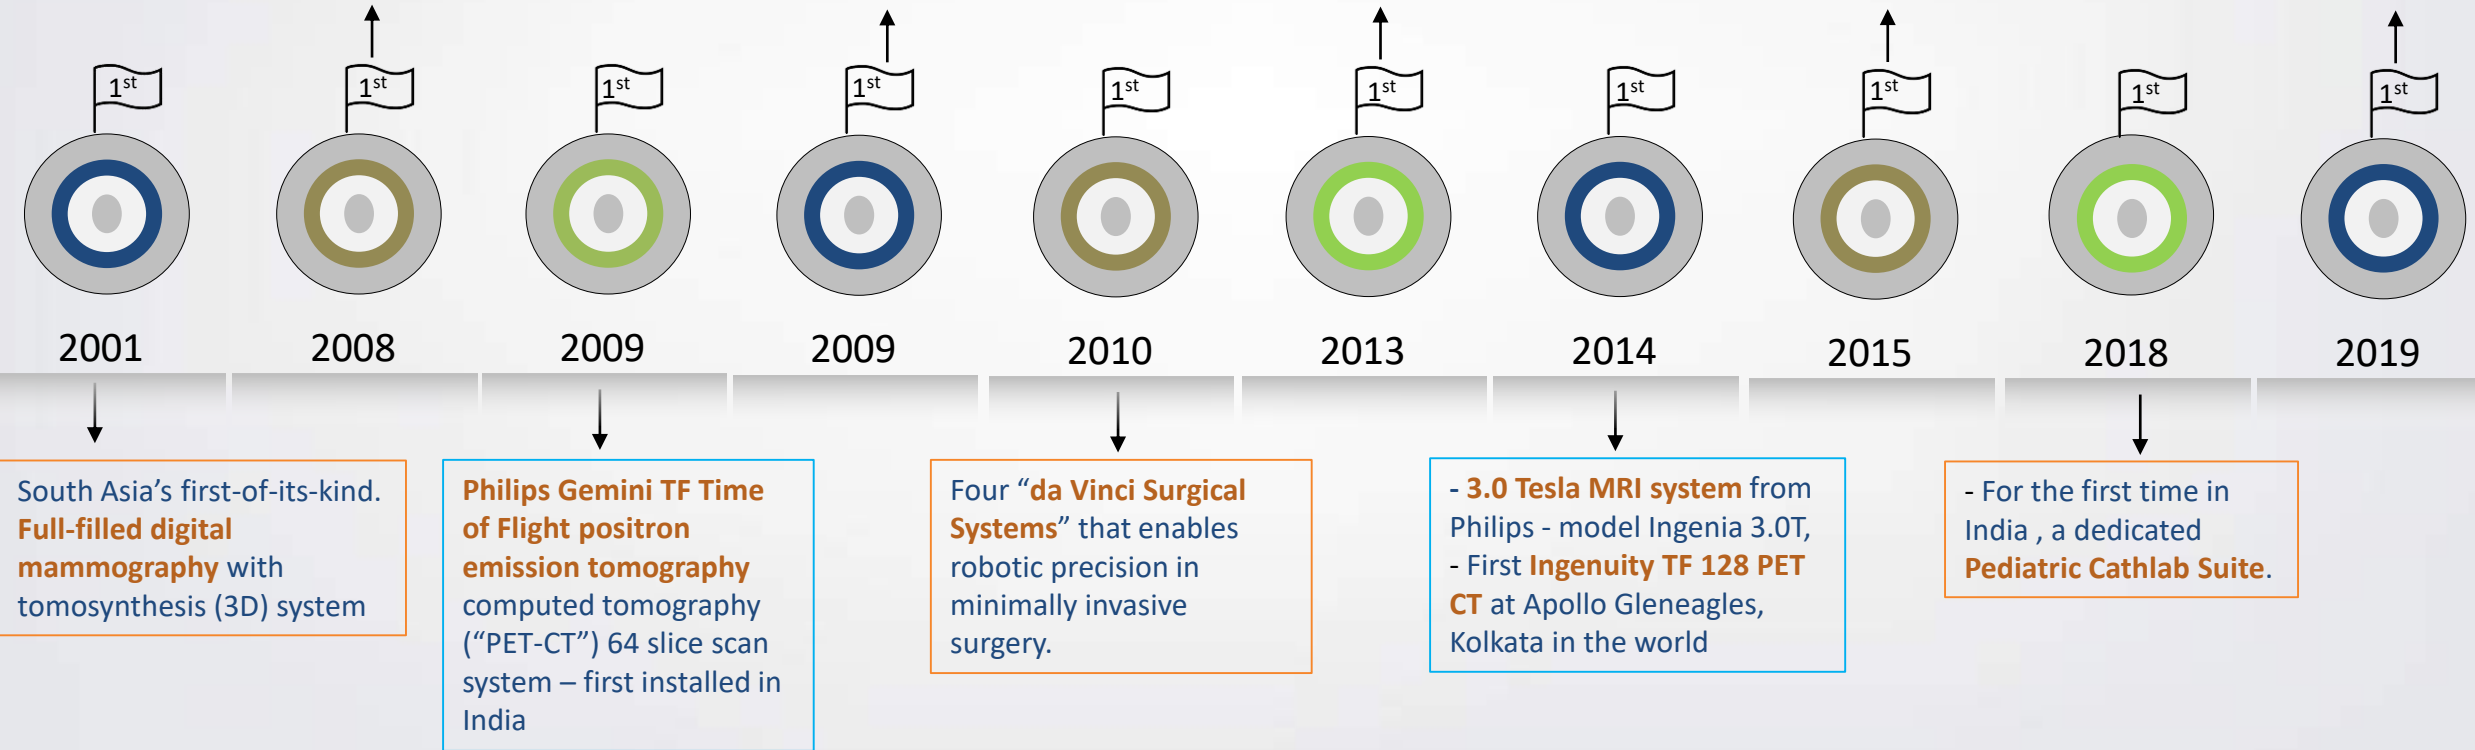 1st 1st 1st 1st 1st 1st 1st 1st 1st 1st
2001 2008 2009 2009 2010 2013 2014 2015 2018 2019
South Asia’s first-of-its-kind.
Full-filled digital
mammography with
tomosynthesis (3D) system
Philips Gemini TF Time
of Flight positron
emission tomography
computed tomography
(“PET-CT”) 64 slice scan
system – first installed in
India
Four “da Vinci Surgical
Systems” that enables
robotic precision in
minimally invasive
surgery.
- 3.0 Tesla MRI system from
Philips - model Ingenia 3.0T,
- First Ingenuity TF 128 PET
CT at Apollo Gleneagles,
Kolkata in the world
- For the first time in
India , a dedicated
Pediatric Cathlab Suite.